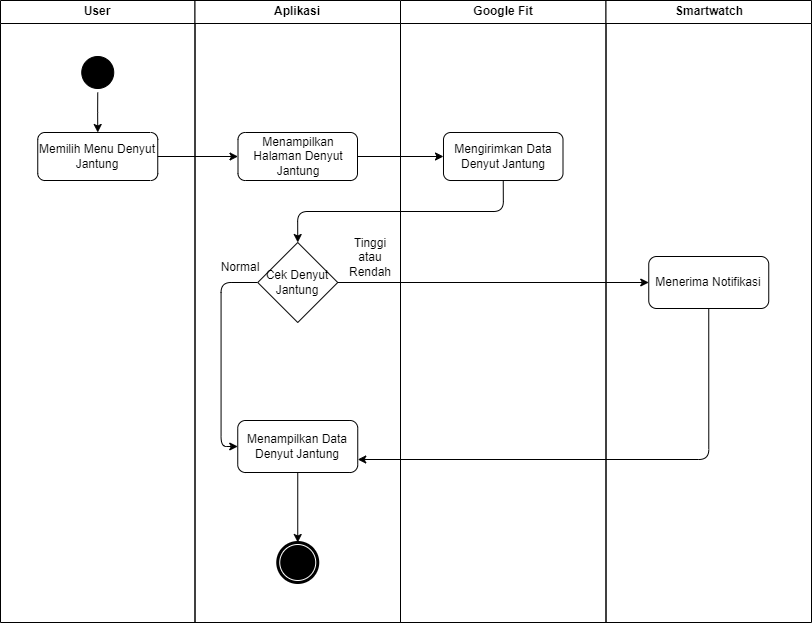 User
Aplikasi
Google Fit
Smartwatch
Memilih Menu Denyut
Jantung
Menampilkan
Halaman Denyut
Jantung
Mengirimkan Data
Denyut Jantung
Normal
Cek Denyut
Jantung
Tinggi
atau
Rendah
Menerima Notifikasi
Menampilkan Data
Denyut Jantung